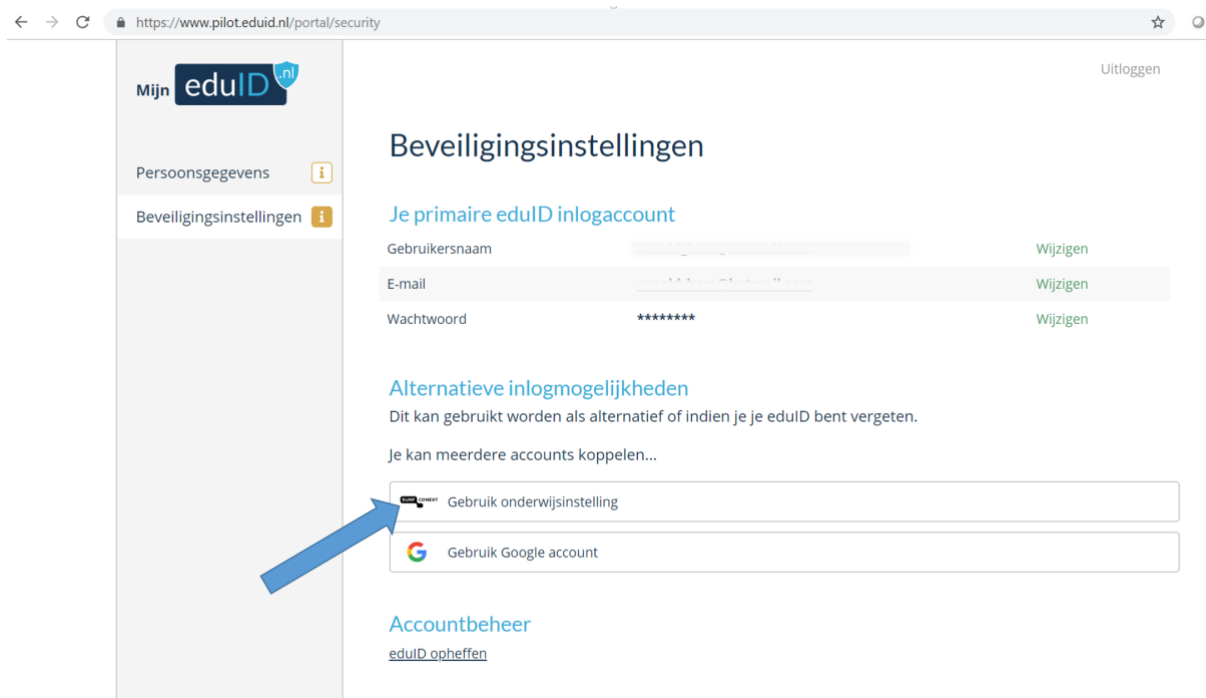 https://www.pilot.eduid.nl/portal/security
Mijn eduID .nl
Uitloggen
Persoonsgegevens i
Beveiligingsinstellingen i
Beveiligingsinstellingen
Je primaire eduID inlogaccount
Gebruikersnaam Wijzigen
E-mail Wijzigen
Wachtwoord ******** Wijzigen
Alternatieve inlogmogelijkheden
Dit kan gebruikt worden als alternatief of indien je je eduID bent vergeten.
Je kan meerdere accounts koppelen...
Gebruik onderwijsinstelling
Gebruik Google account
Accountbeheer
eduID opheffen